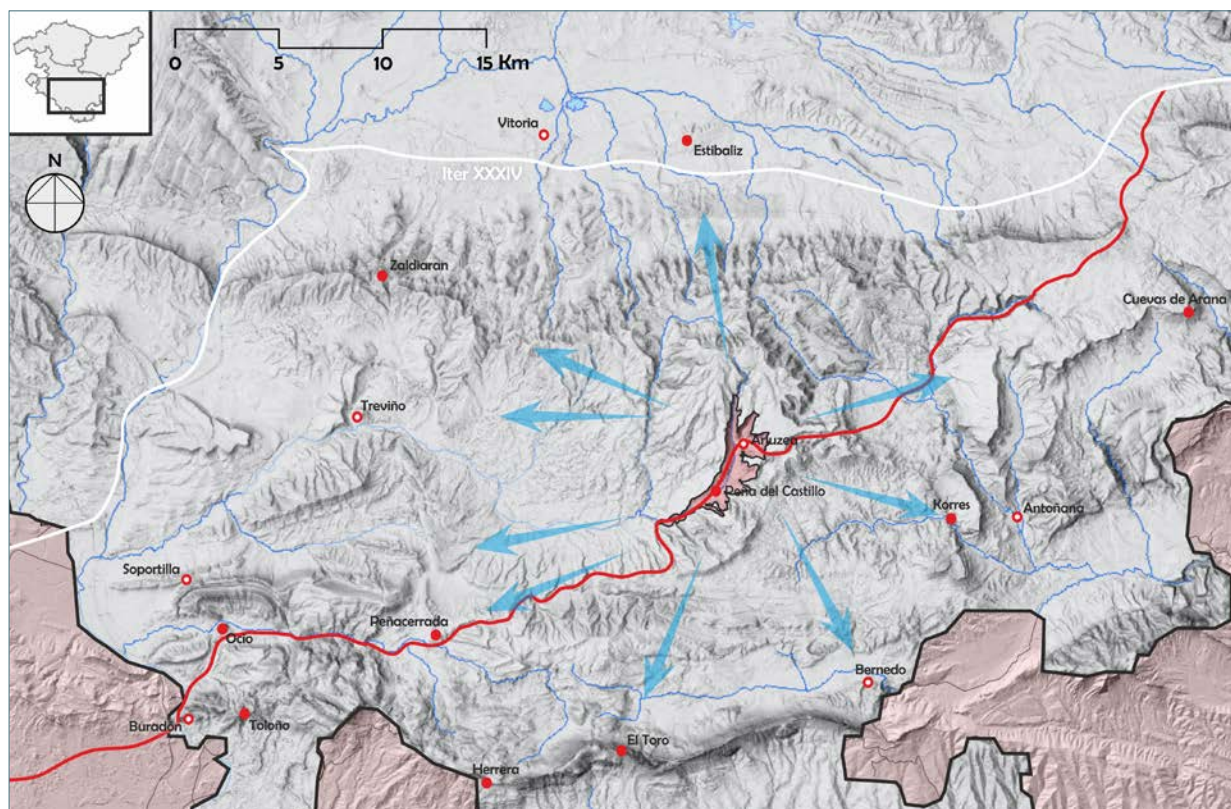 0 5 10 15 Km
N
Vitoria
Estibaliz
Iter XXXIV
Zaldiaran
Cuevas de Arana
Treviño
Arluzea
Peña del Castillo
Korres
Antoñana
Soportilla
Ocio
Peñacerrada
Bernedo
Buradón
Toloño
El Toro
Herrera